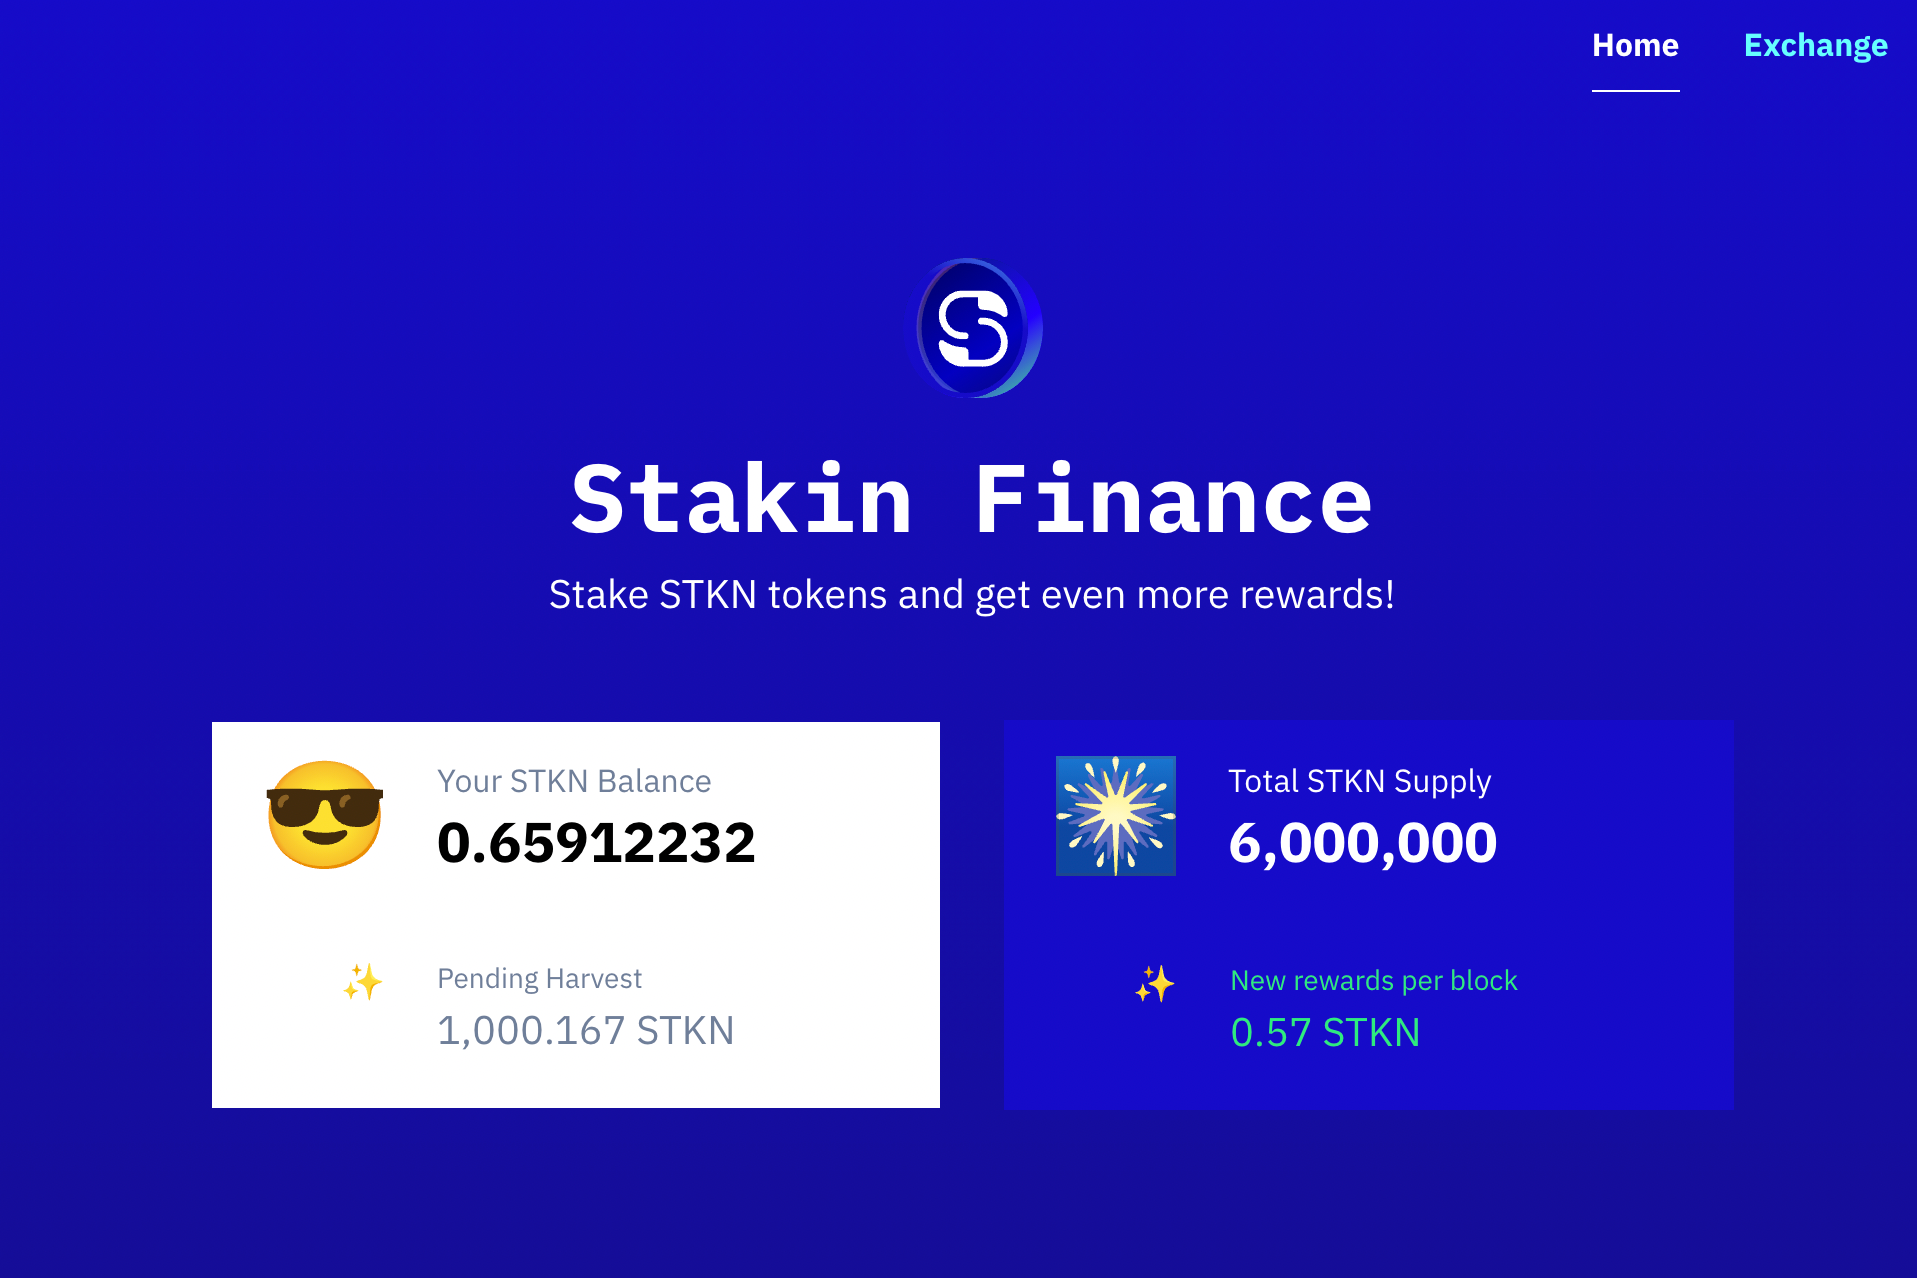 Home Exchange
Stakin Finance
Stake STKN tokens and get even more rewards!
Your STKN Balance
0.65912232
Pending Harvest
1,000.167 STKN
Total STKN Supply
6,000,000
New rewards per block
0.57 STKN